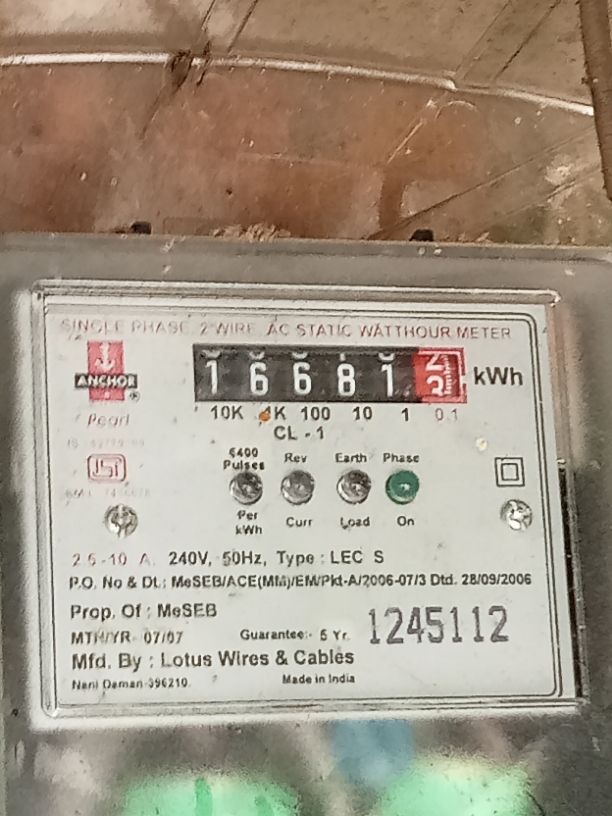 SINGLE PHASE, 2 WIRE, AC STATIC WATTHOUR METER
ANCHOR ®
Pearl
1 6 6 8 1 2 kWh
10K 1K 100 10 1 0.1
CL - 1
6400 Pulses Rev Earth Phase
Per kWh Curr Load On
ISI
2.5-10 A, 240V, 50Hz, Type : LEC S
P.O. No & Dt.: MeSEB/ACE(MM)/EM/Pkt-A/2006-07/3 Dtd. 28/09/2006
Prop. Of : MeSEB
MTH/YR- 07/07 Guarantee:- 5 Yr. 1245112
Mfd. By : Lotus Wires & Cables
Nani Daman-396210. Made in India